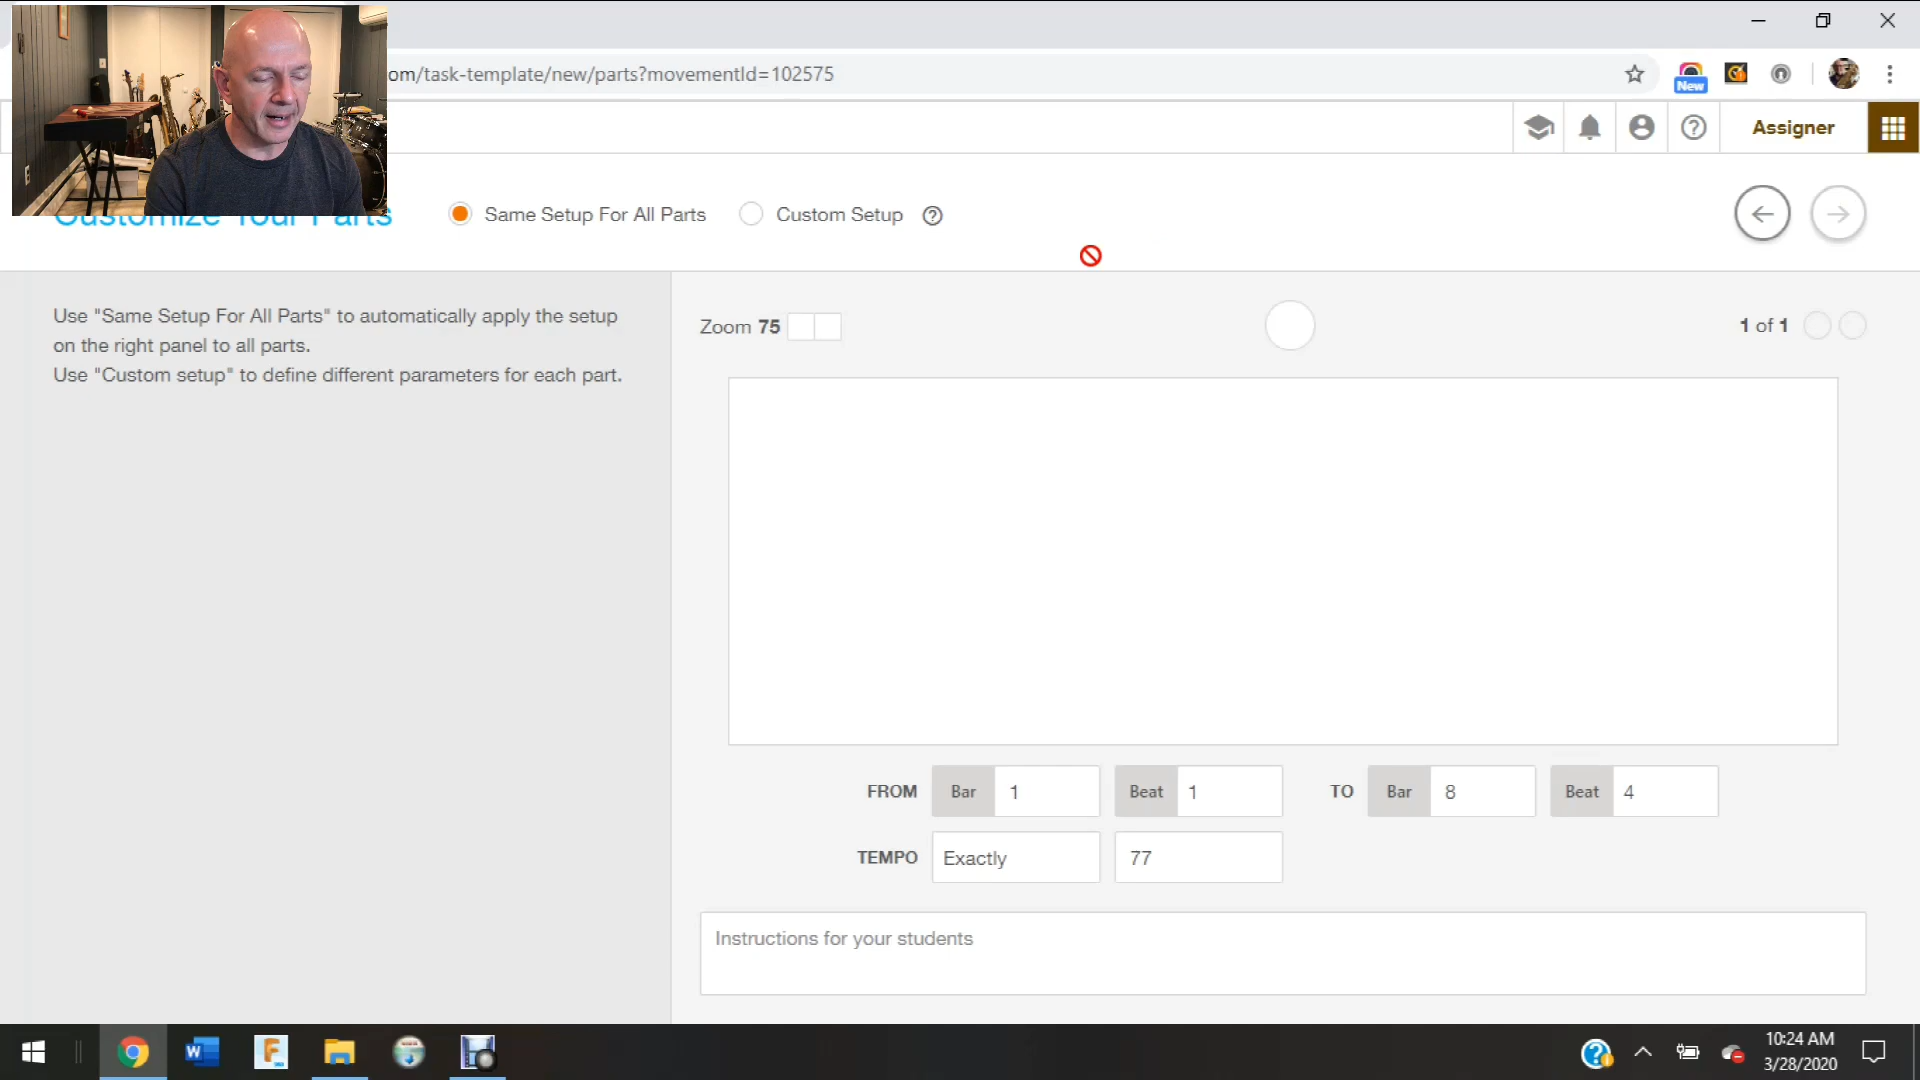 om/task-template/new/parts?movementId=102575
New
Assigner
Customize Your Parts
Same Setup For All Parts
Custom Setup
Use "Same Setup For All Parts" to automatically apply the setup
on the right panel to all parts.
Use "Custom setup" to define different parameters for each part.
Zoom 75
1 of 1
FROM Bar 1 Beat 1 TO Bar 8 Beat 4
TEMPO Exactly 77
Instructions for your students
10:24 AM
3/28/2020